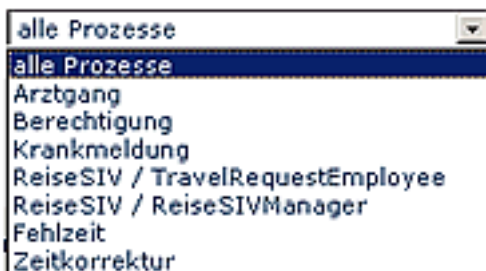 alle Prozesse
alle Prozesse
Arztgang
Berechtigung
Krankmeldung
ReiseSIV / TravelRequestEmployee
ReiseSIV / ReiseSIVManager
Fehlzeit
Zeitkorrektur